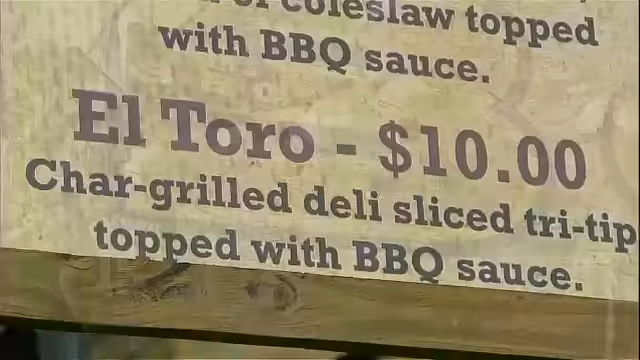 coleslaw topped
with BBQ sauce.
El Toro - $10.00
Char-grilled deli sliced tri-tip
topped with BBQ sauce.